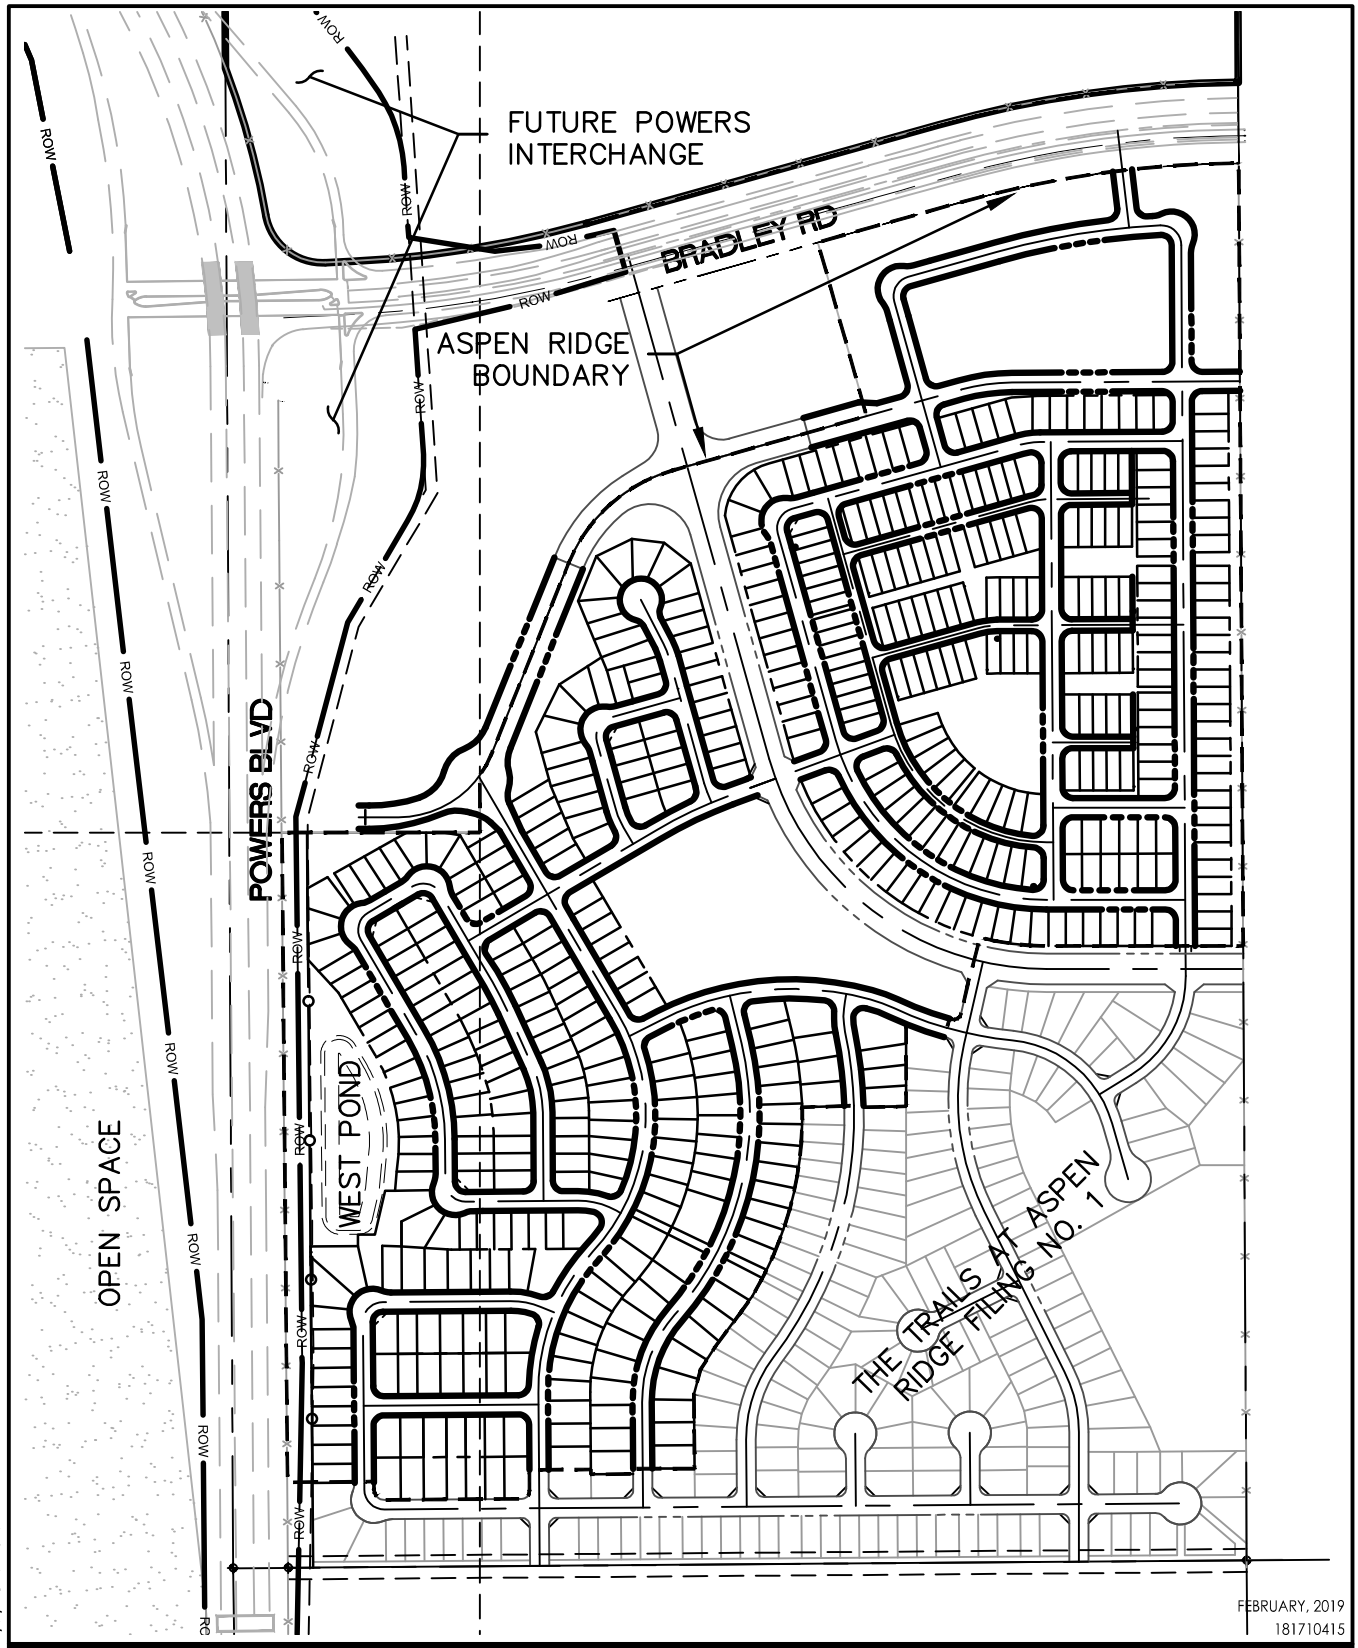 ROW
ROW
FUTURE POWERS
INTERCHANGE
ROW
ROW
BRADLEY RD
ROW
ASPEN RIDGE
BOUNDARY
ROW
ROW
ROW
ROW
POWERS BLVD
ROW
ROW
ROW
ROW
ROW
WEST POND
OPEN SPACE
THE TRAILS AT ASPEN
RIDGE FILING NO. 1
ROW
ROW
ROW
ROW
RO
FEBRUARY, 2019
181710415